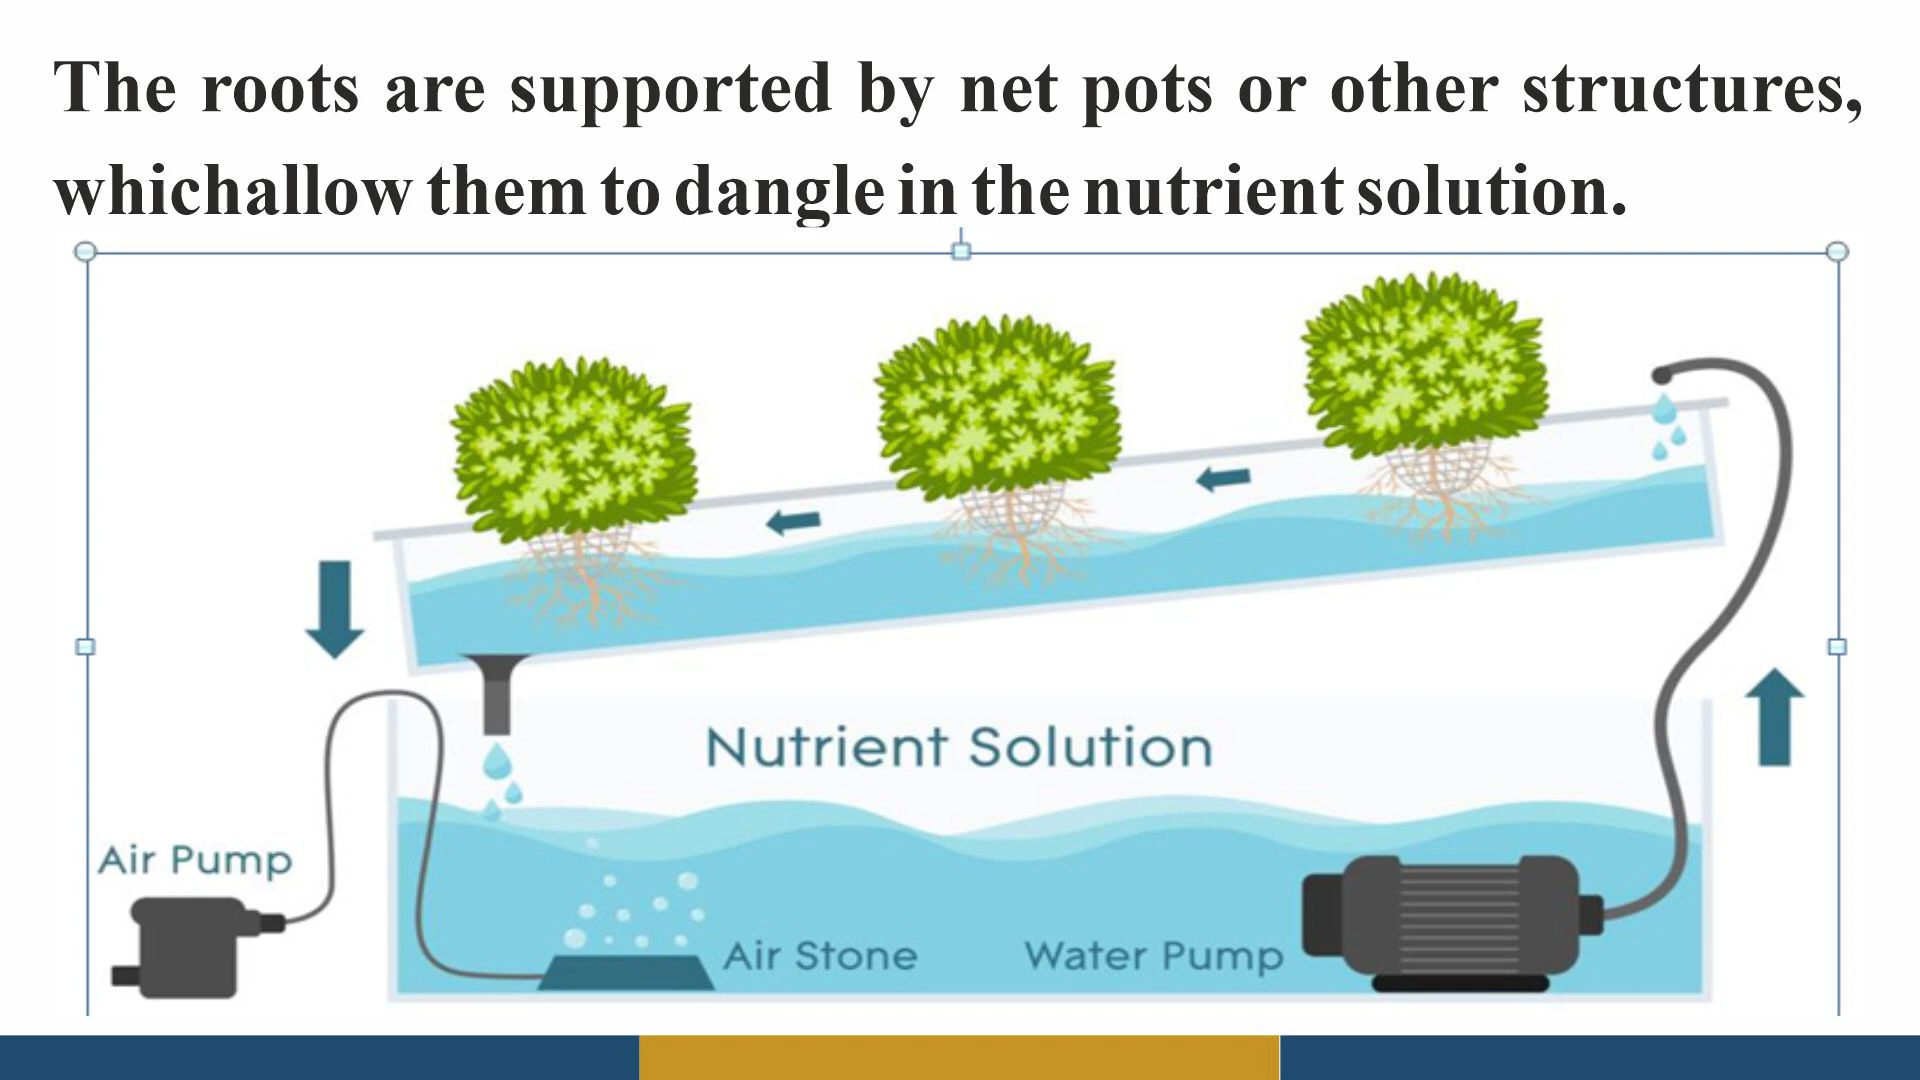 The roots are supported by net pots or other structures,
whichallow them to dangle in the nutrient solution.
Nutrient Solution
Air Pump
Air Stone
Water Pump